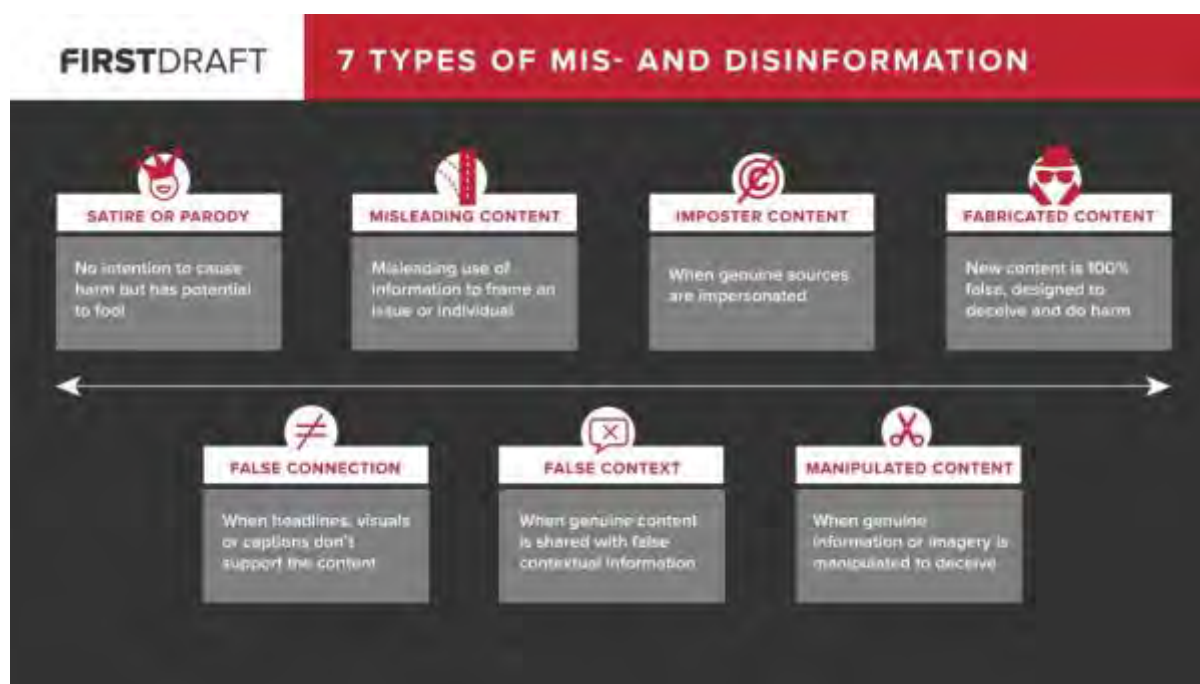 FIRSTDRAFT
7 TYPES OF MIS- AND DISINFORMATION
SATIRE OR PARODY
No intention to cause
harm but has potential
to fool
MISLEADING CONTENT
Misleading use of
information to frame an
issue or individual
IMPOSTER CONTENT
When genuine sources
are impersonated
FABRICATED CONTENT
New content is 100%
false, designed to
deceive and do harm
FALSE CONNECTION
When headlines, visuals
or captions don't
support the content
FALSE CONTEXT
When genuine content
is shared with false
contextual information
MANIPULATED CONTENT
When genuine
information or imagery is
manipulated to deceive